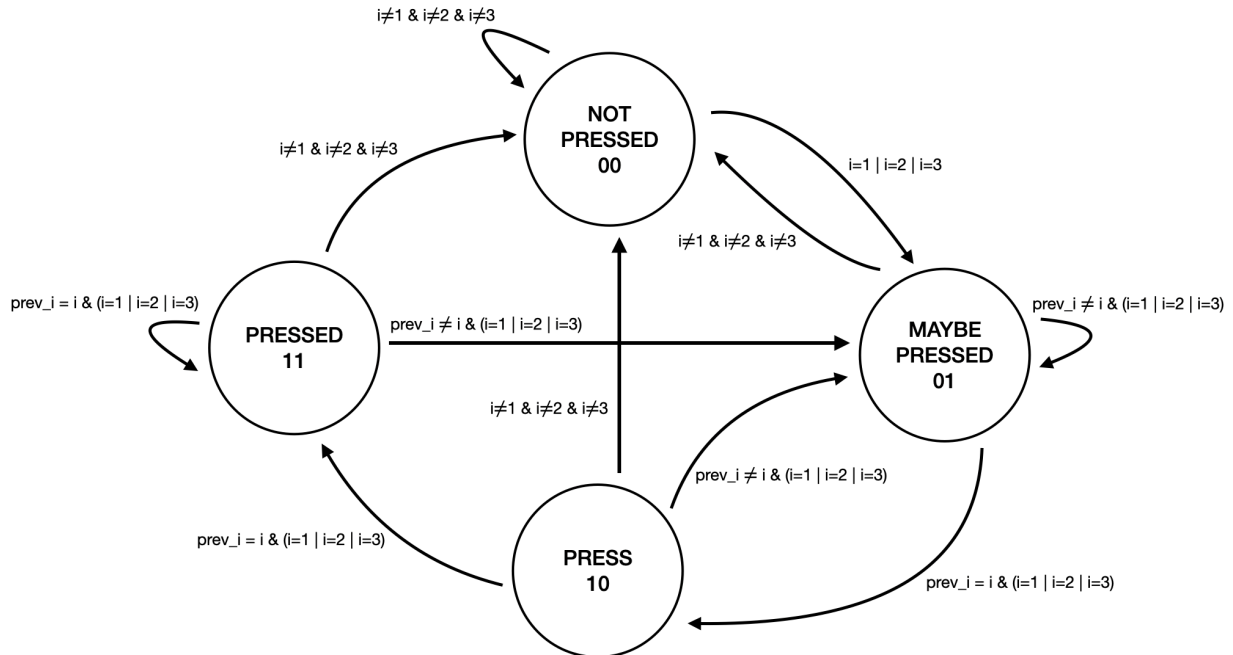 i≠1 & i≠2 & i≠3
NOT
PRESSED
00
i≠1 & i≠2 & i≠3
i=1 | i=2 | i=3
i≠1 & i≠2 & i≠3
prev_i = i & (i=1 | i=2 | i=3)
PRESSED
11
prev_i ≠ i & (i=1 | i=2 | i=3)
MAYBE
PRESSED
01
prev_i ≠ i & (i=1 | i=2 | i=3)
i≠1 & i≠2 & i≠3
prev_i ≠ i & (i=1 | i=2 | i=3)
prev_i = i & (i=1 | i=2 | i=3)
PRESS
10
prev_i = i & (i=1 | i=2 | i=3)